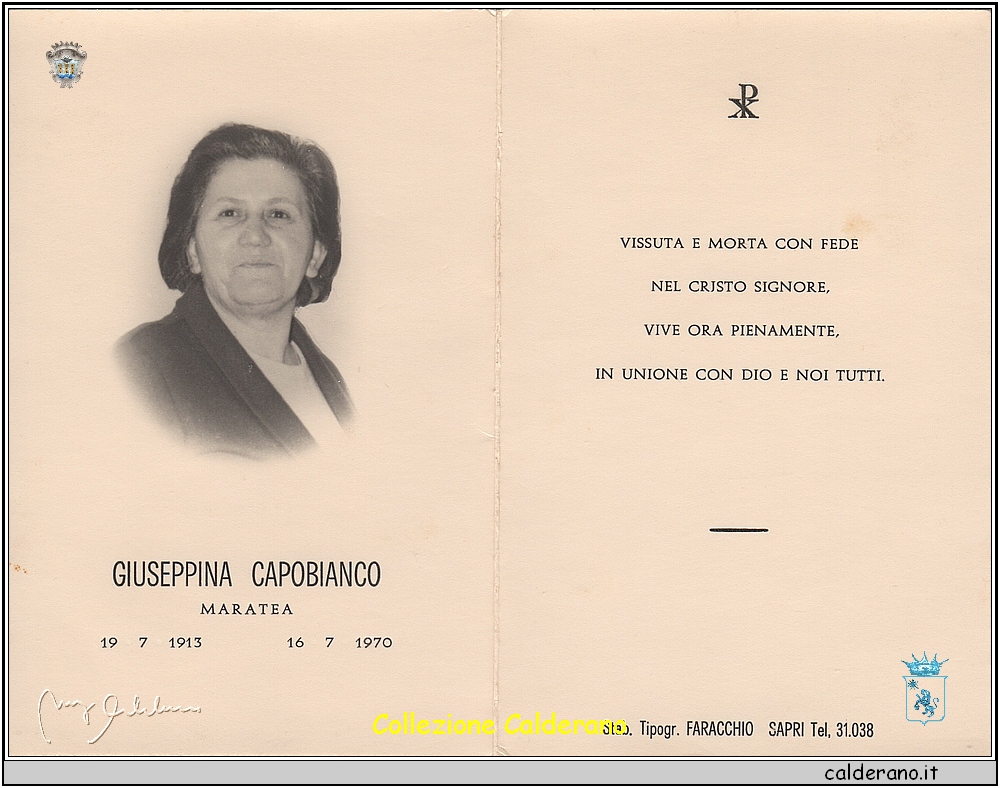 GIUSEPPINA CAPOBIANCO
MARATEA
19 7 1913 16 7 1970
VISSUTA E MORTA CON FEDE
NEL CRISTO SIGNORE,
VIVE ORA PIENAMENTE,
IN UNIONE CON DIO E NOI TUTTI.
Collezione Calderano
Stab. Tipogr. FARACCHIO SAPRI Tel, 31.038
calderano.it